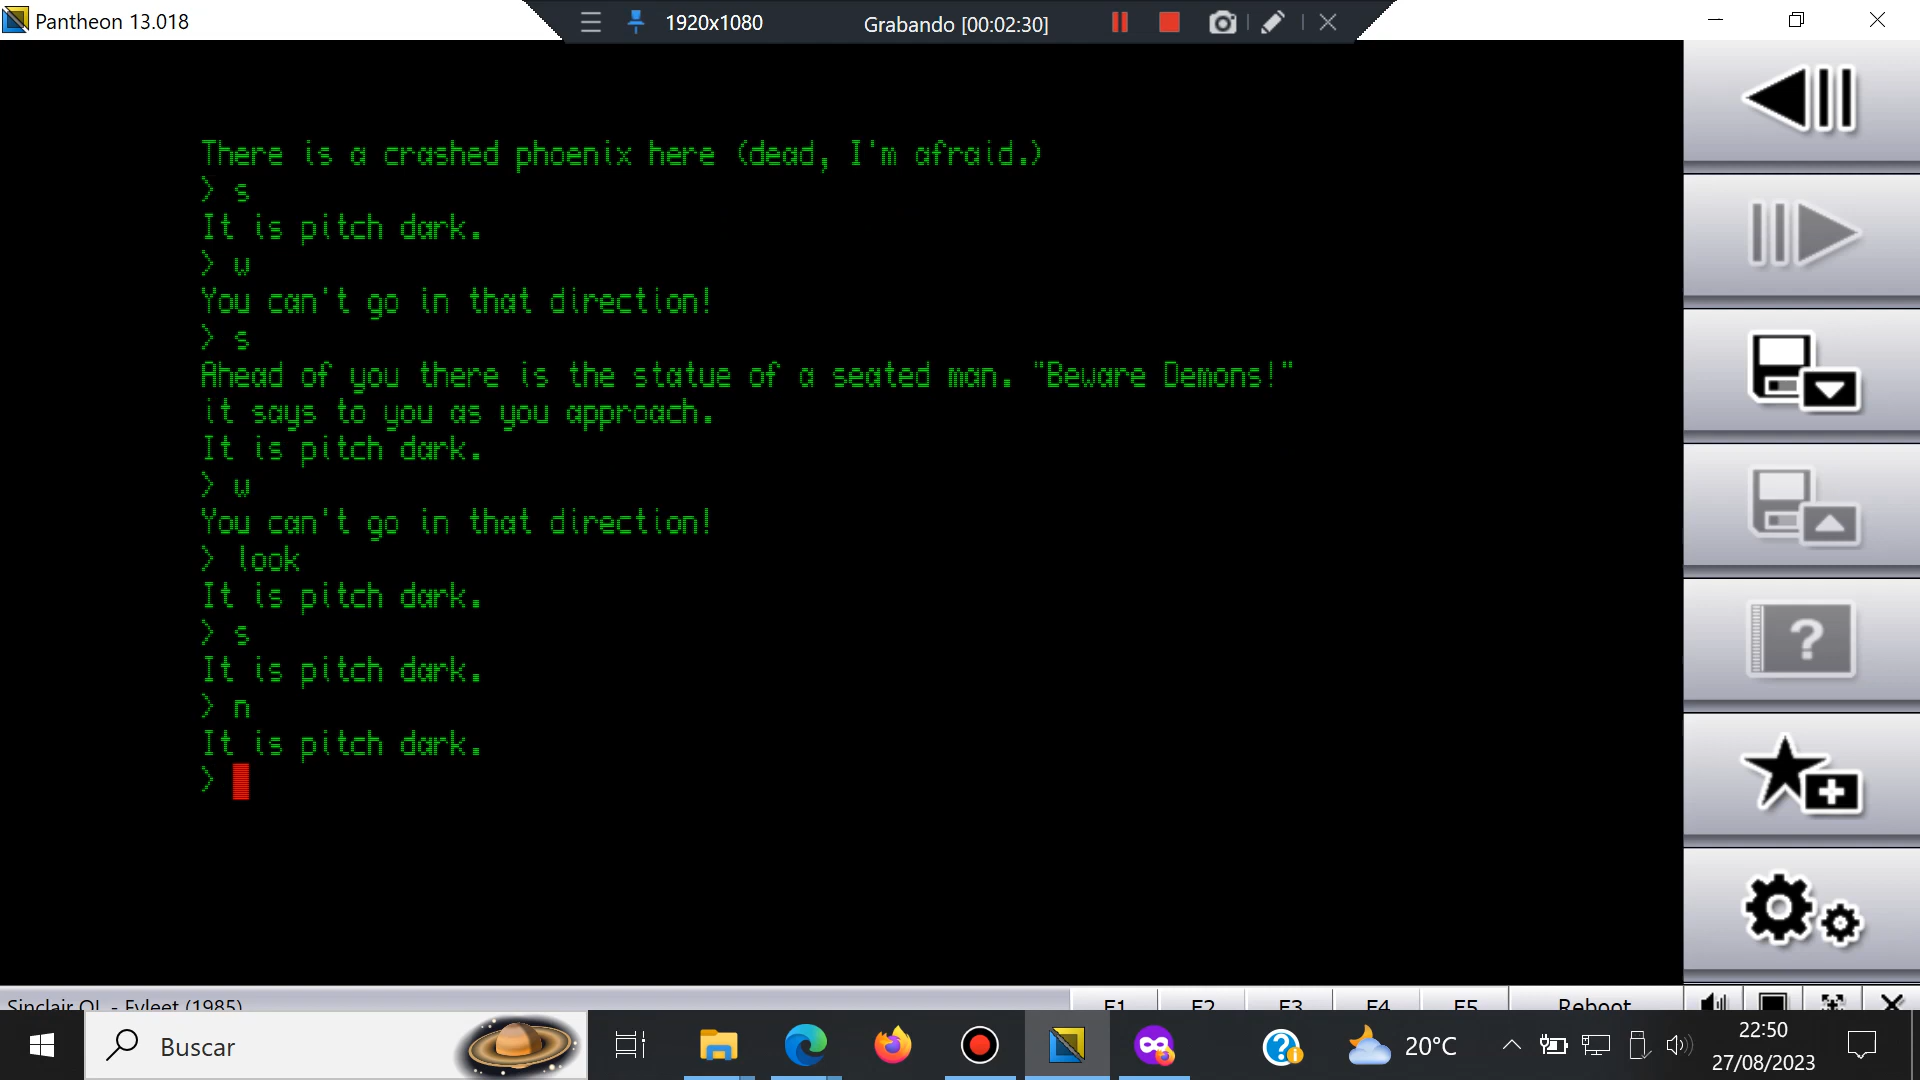 Pantheon 13.018
1920x1080
Grabando [00:02:30]
There is a crashed phoenix here (dead, I'm afraid.)
> s
It is pitch dark.
> w
You can't go in that direction!
> s
Ahead of you there is the statue of a seated man. "Beware Demons!"
it says to you as you approach.
It is pitch dark.
> w
You can't go in that direction!
> look
It is pitch dark.
> s
It is pitch dark.
> n
It is pitch dark.
>
?
Sinclair QL - Eyleet (1985)
F1
F2
F3
F4
F5
Reboot
Buscar
20°C
22:50
27/08/2023